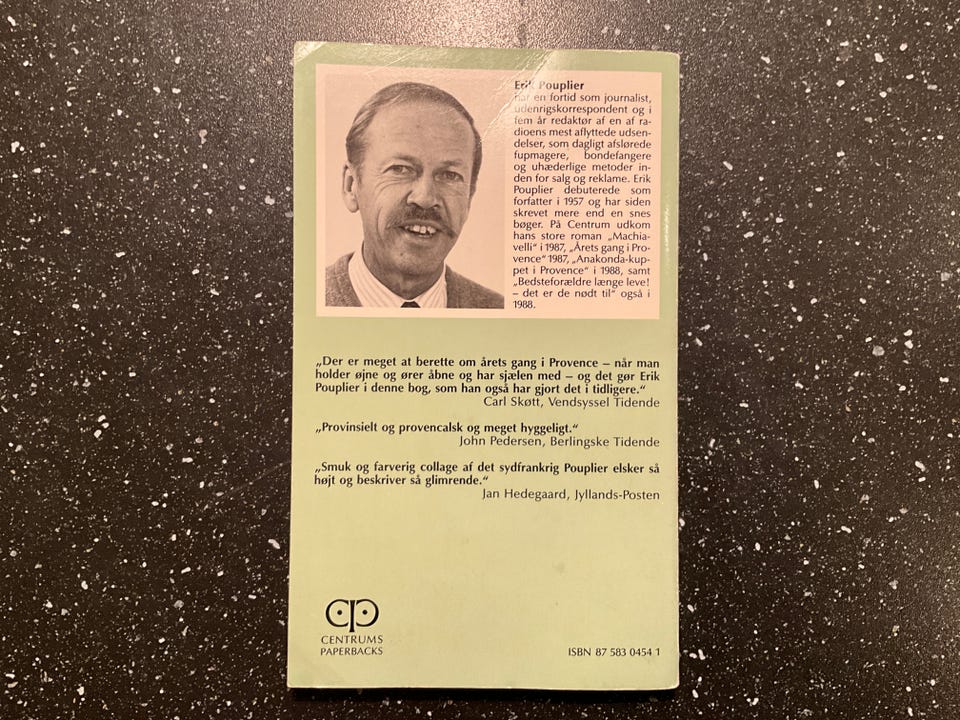 Erik Pouplier
har en fortid som journalist,
udenrigskorrespondent og i
fem år redaktør af en af ra-
dioens mest aflyttede udsen-
delser, som dagligt afslørede
fupmagere, bondefangere
og uhæderlige metoder in-
den for salg og reklame. Erik
Pouplier debuterede som
forfatter i 1957 og har siden
skrevet mere end en snes
bøger. På Centrum udkom
hans store roman „Machia-
velli“ i 1987, „Årets gang i Pro-
vence“ 1987, „Anakonda-kup-
pet i Provence“ i 1988, samt
„Bedsteforældre længe leve!
– det er de nødt til“ også i
1988.
„Der er meget at berette om årets gang i Provence – når man
holder øjne og ører åbne og har sjælen med – og det gør Erik
Pouplier i denne bog, som han også har gjort det i tidligere.“
Carl Skøtt, Vendsyssel Tidende
„Provinsielt og provencalsk og meget hyggeligt.“
John Pedersen, Berlingske Tidende
„Smuk og farverig collage af det sydfrankrig Pouplier elsker så
højt og beskriver så glimrende.“
Jan Hedegaard, Jyllands-Posten
CENTRUMS
PAPERBACKS
ISBN 87 583 0454 1